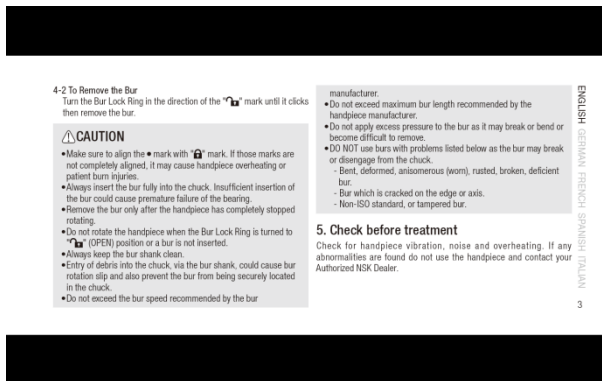 4-2 To Remove the Bur
Turn the Bur Lock Ring in the direction of the "🔓" mark until it clicks
then remove the bur.
⚠CAUTION
●Make sure to align the ● mark with "🔒" mark. If those marks are
not completely aligned, it may cause handpiece overheating or
patient burn injuries.
●Always insert the bur fully into the chuck. Insufficient insertion of
the bur could cause premature failure of the bearing.
●Remove the bur only after the handpiece has completely stopped
rotating.
●Do not rotate the handpiece when the Bur Lock Ring is turned to
"🔓" (OPEN) position or a bur is not inserted.
●Always keep the bur shank clean.
●Entry of debris into the chuck, via the bur shank, could cause bur
rotation slip and also prevent the bur from being securely located
in the chuck.
●Do not exceed the bur speed recommended by the bur
manufacturer.
●Do not exceed maximum bur length recommended by the
handpiece manufacturer.
●Do not apply excess pressure to the bur as it may break or bend or
become difficult to remove.
●DO NOT use burs with problems listed below as the bur may break
or disengage from the chuck.
- Bent, deformed, anisomerous (worn), rusted, broken, deficient
bur.
- Bur which is cracked on the edge or axis.
- Non-ISO standard, or tampered bur.
5. Check before treatment
Check for handpiece vibration, noise and overheating. If any
abnormalities are found do not use the handpiece and contact your
Authorized NSK Dealer.
ENGLISH GERMAN FRENCH SPANISH ITALIAN
3